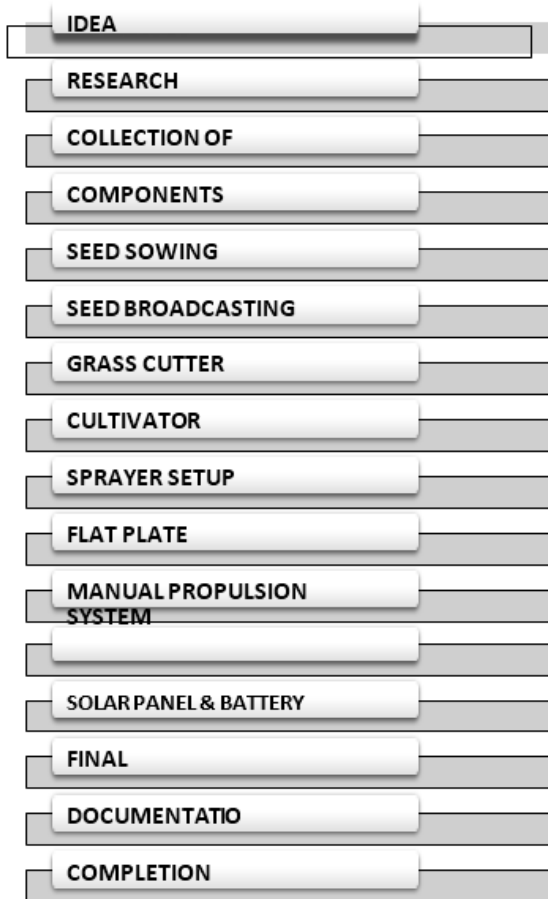 IDEA
RESEARCH
COLLECTION OF
COMPONENTS
SEED SOWING
SEED BROADCASTING
GRASS CUTTER
CULTIVATOR
SPRAYER SETUP
FLAT PLATE
MANUAL PROPULSION
SYSTEM
SOLAR PANEL & BATTERY
FINAL
DOCUMENTATIO
COMPLETION